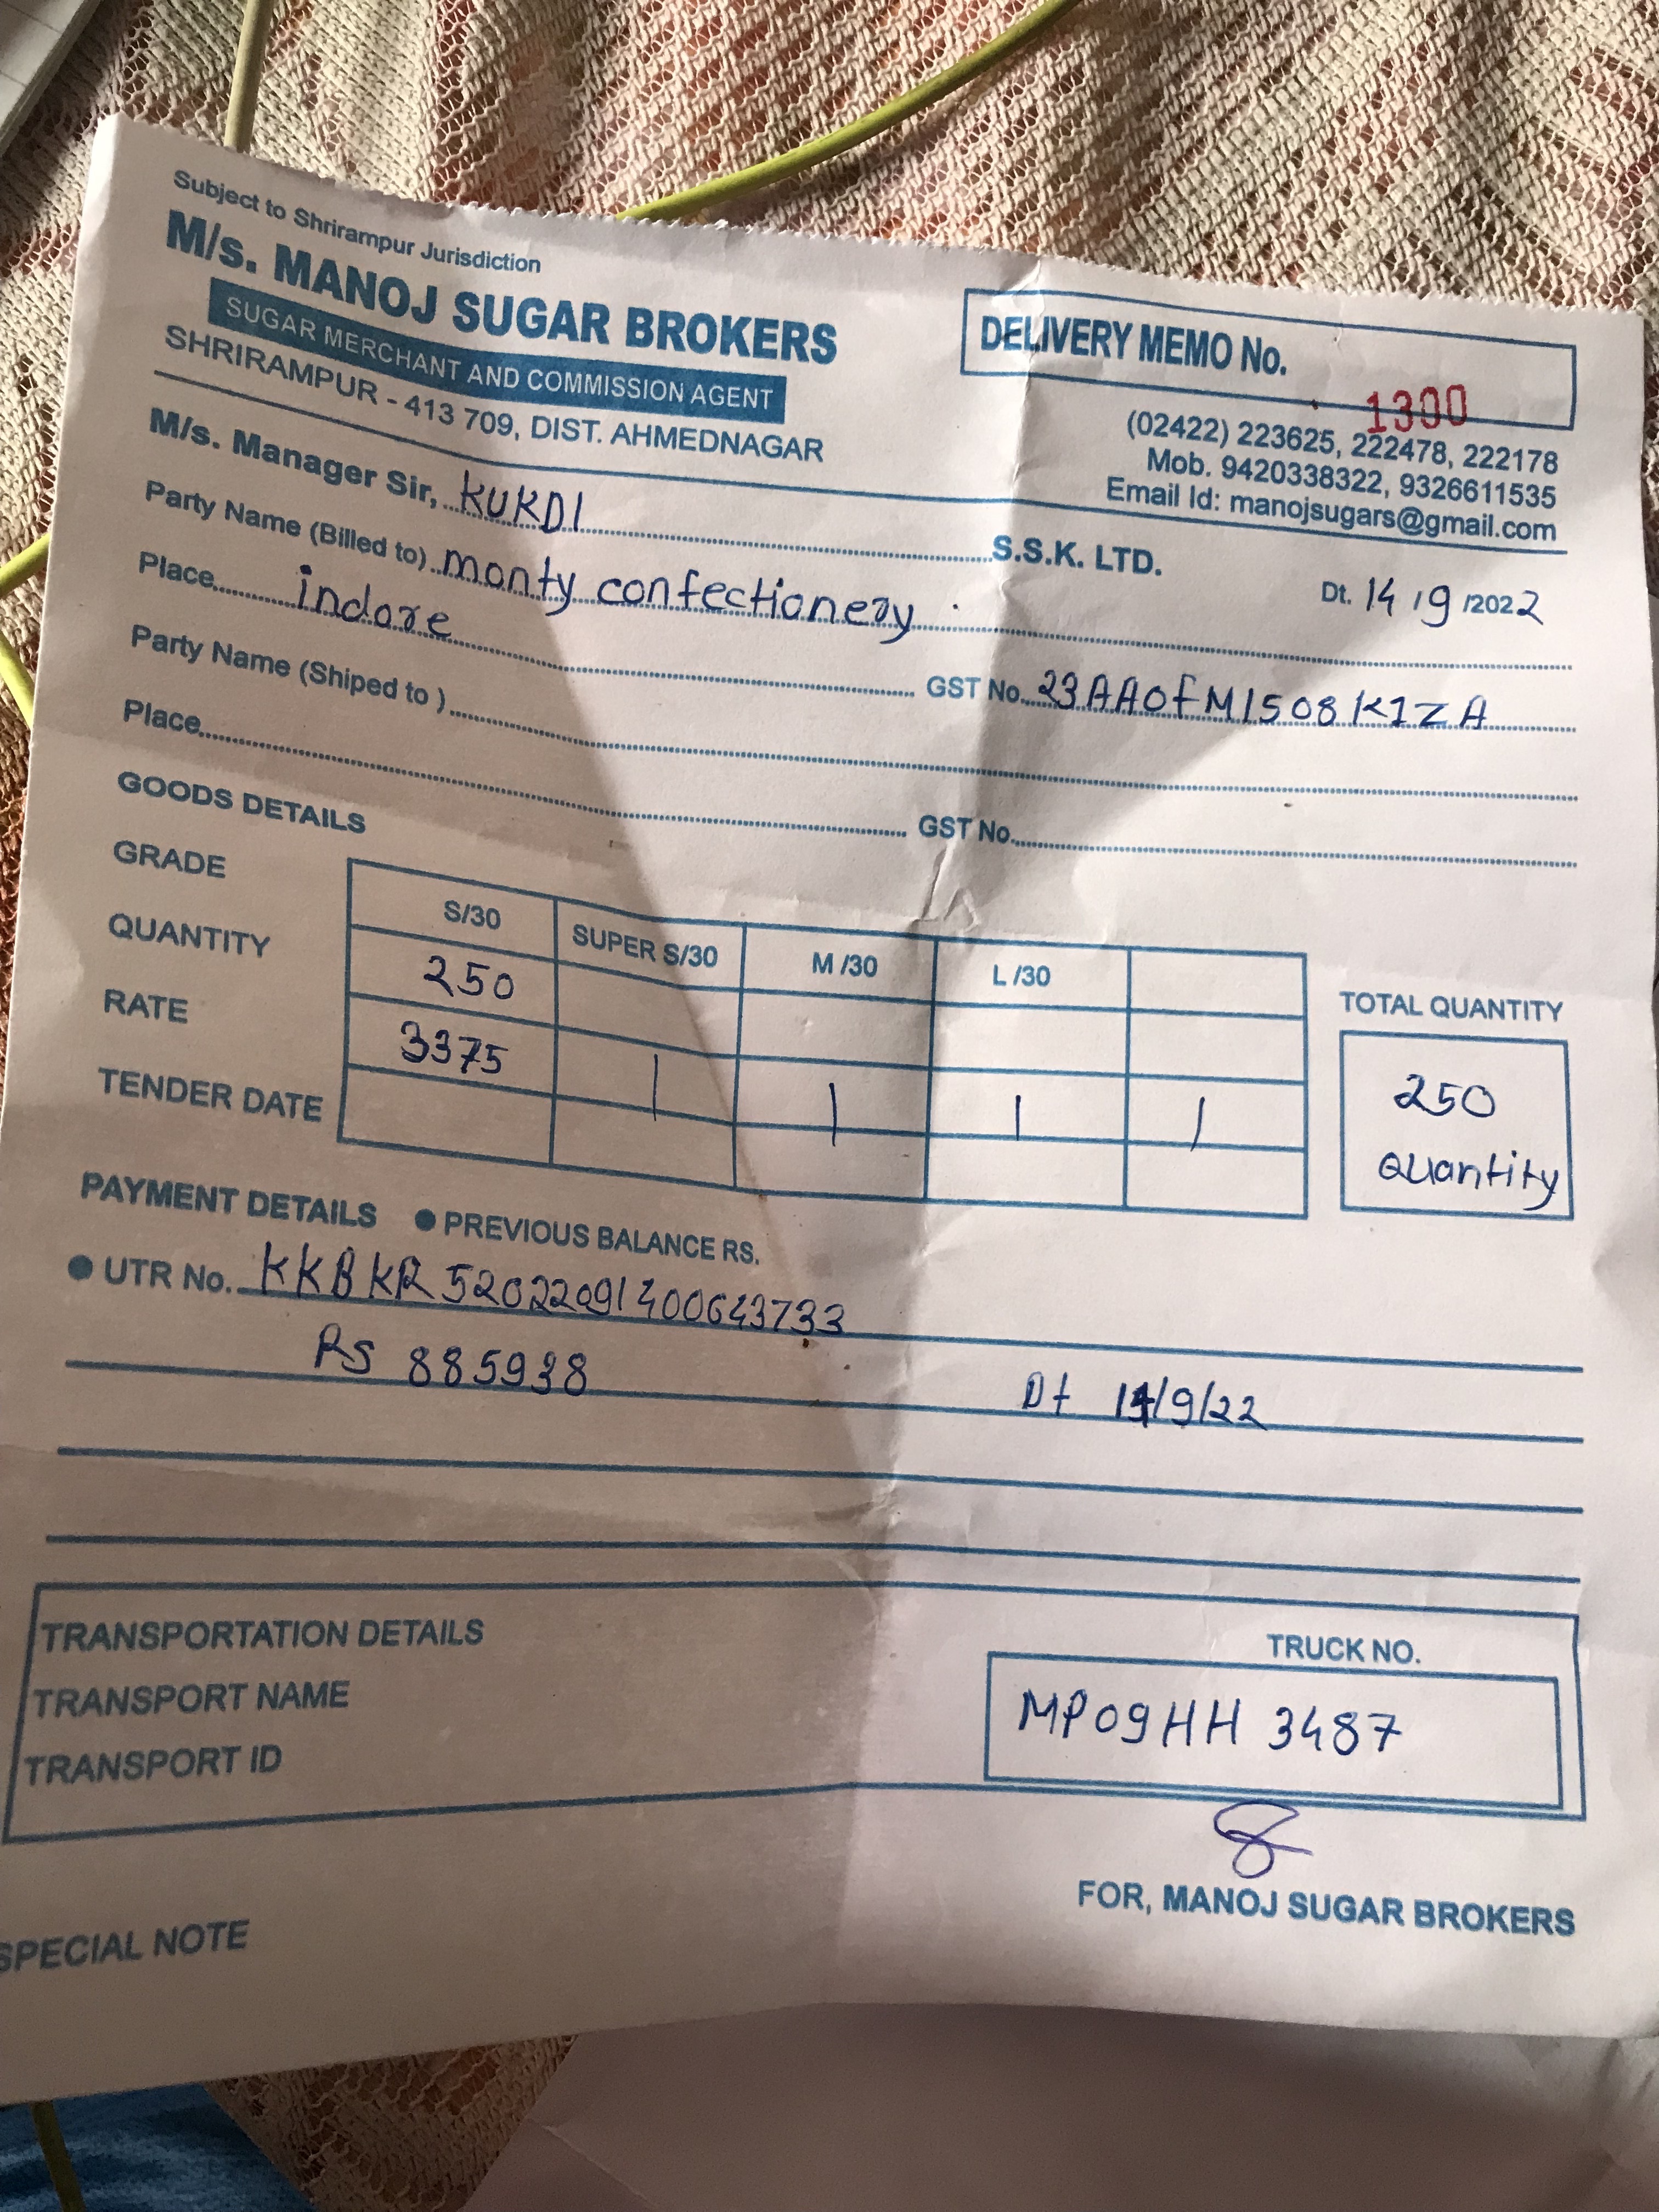 Subject to Shrirampur Jurisdiction
M/s. MANOJ SUGAR BROKERS
SUGAR MERCHANT AND COMMISSION AGENT
SHRIRAMPUR - 413 709, DIST. AHMEDNAGAR
DELIVERY MEMO No.
1300
(02422) 223625, 222478, 222178
Mob. 9420338322, 9326611535
Email Id: manojsugars@gmail.com
M/s. Manager Sir, KUKDI S.S.K. LTD.
Dt. 14/9/2022
Party Name (Billed to) monty confectionery
Place indore GST No. 23AAOfM1508K1ZA
Party Name (Shiped to )
Place GST No.
GOODS DETAILS
GRADE S/30 SUPER S/30 M /30 L /30
QUANTITY 250
RATE 3375
TENDER DATE
TOTAL QUANTITY
250
Quantity
PAYMENT DETAILS ● PREVIOUS BALANCE RS.
● UTR No. KKBKR52022091400643733
Rs 885938 Dt 14/9/22
TRANSPORTATION DETAILS
TRANSPORT NAME
TRANSPORT ID
TRUCK NO.
MP09HH 3487
FOR, MANOJ SUGAR BROKERS
SPECIAL NOTE